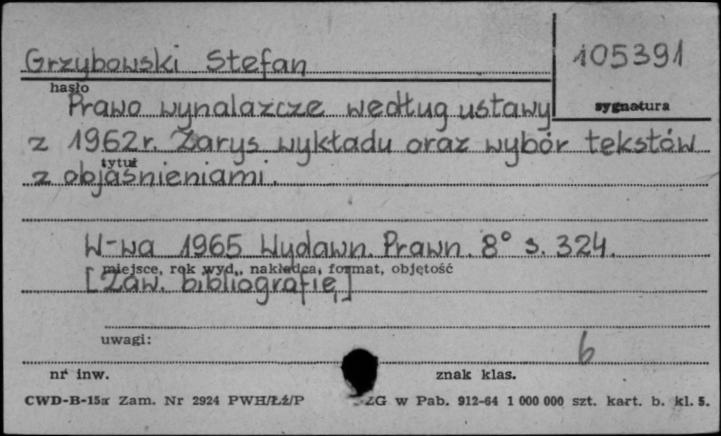 Grzybowski Stefan
105391
hasło
sygnatura
Prawo wynalazcze według ustawy
z 1962 r. Zarys wykładu oraz wybór tekstów
tytuł
z objaśnieniami.
W-wa 1965 Wydawn. Prawn. 8° s. 324.
miejsce, rok wyd., nakładca, format, objętość
[Zaw. bibliografię]
uwagi:
6
nr inw.
znak klas.
CWD-B-15a Zam. Nr 2924 PWH/Łź/P ZG w Pab. 912-64 1 000 000 szt. kart. b. kl. 5.